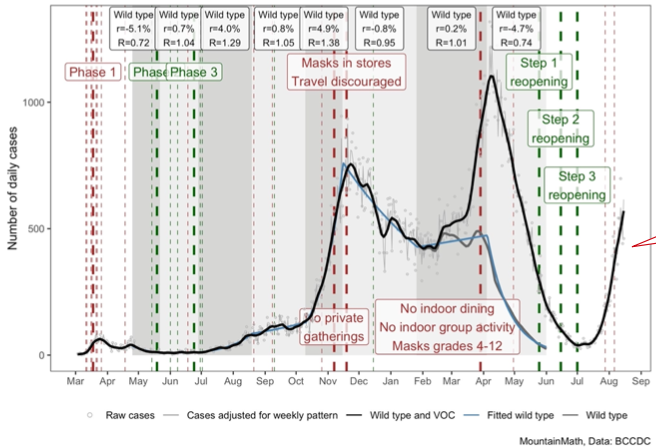 Wild type Wild type Wild type Wild type Wild type Wild type Wild type Wild type
r=-5.1% r=0.7% r=4.0% r=0.8% r=4.9% r=-0.8% r=0.2% r=-4.7%
R=0.72 R=1.04 R=1.29 R=1.05 R=1.38 R=0.95 R=1.01 R=0.74
Phase 1 Phase Phase 3
Masks in stores
Travel discouraged
Step 1
reopening
Step 2
reopening
Step 3
reopening
No private
gatherings
No indoor dining
No indoor group activity
Masks grades 4-12
Number of daily cases
1000
500
0
Mar Apr May Jun Jul Aug Sep Oct Nov Dec Jan Feb Mar Apr May Jun Jul Aug Sep
Raw cases Cases adjusted for weekly pattern Wild type and VOC Fitted wild type Wild type
MountainMath, Data: BCCDC